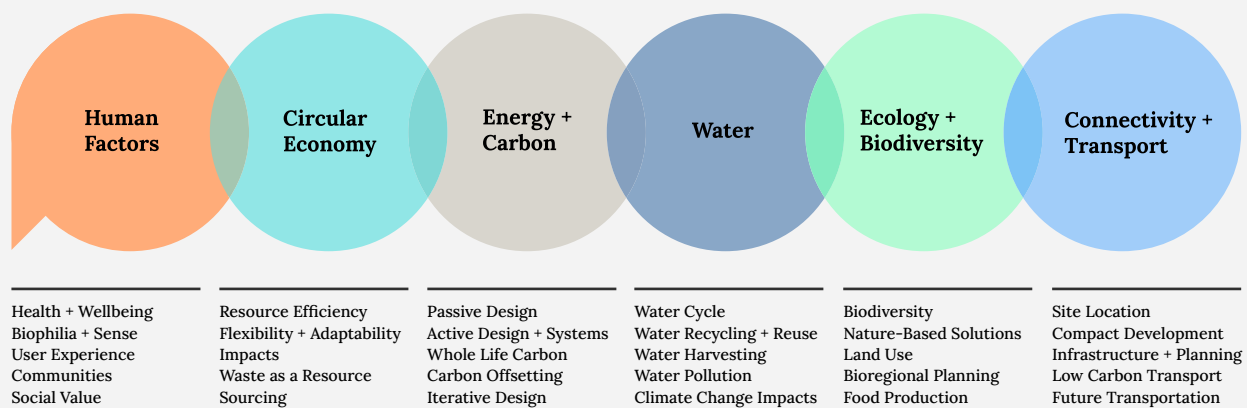 Human
Factors
Circular
Economy
Energy +
Carbon
Water
Ecology +
Biodiversity
Connectivity +
Transport
Health + Wellbeing
Biophilia + Sense
User Experience
Communities
Social Value
Resource Efficiency
Flexibility + Adaptability
Impacts
Waste as a Resource
Sourcing
Passive Design
Active Design + Systems
Whole Life Carbon
Carbon Offsetting
Iterative Design
Water Cycle
Water Recycling + Reuse
Water Harvesting
Water Pollution
Climate Change Impacts
Biodiversity
Nature-Based Solutions
Land Use
Bioregional Planning
Food Production
Site Location
Compact Development
Infrastructure + Planning
Low Carbon Transport
Future Transportation